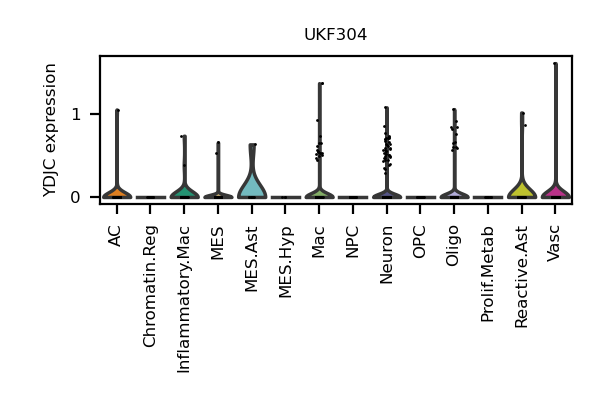 UKF304
YDJC expression
1
0
AC
Chromatin.Reg
Inflammatory.Mac
MES
MES.Ast
MES.Hyp
Mac
NPC
Neuron
OPC
Oligo
Prolif.Metab
Reactive.Ast
Vasc